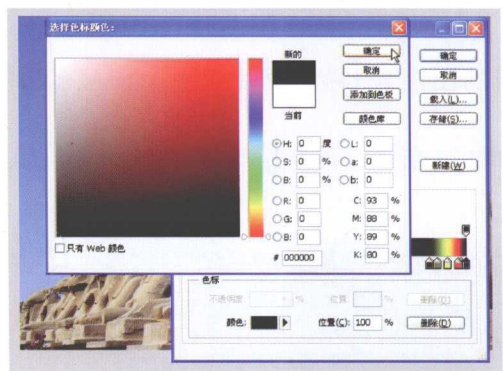 选择色标颜色:
新的
当前
确定
取消
添加到色板
颜色库
H: 0 度
S: 0 %
B: 0 %
R: 0
G: 0
B: 0
# 000000
L: 0
a: 0
b: 0
C: 93 %
M: 88 %
Y: 89 %
K: 80 %
只有 Web 颜色
确定
取消
载入(L)...
存储(S)...
新建(W)
色标
不透明度: %
位置: %
删除(D)
颜色:
位置(C): 100 %
删除(D)